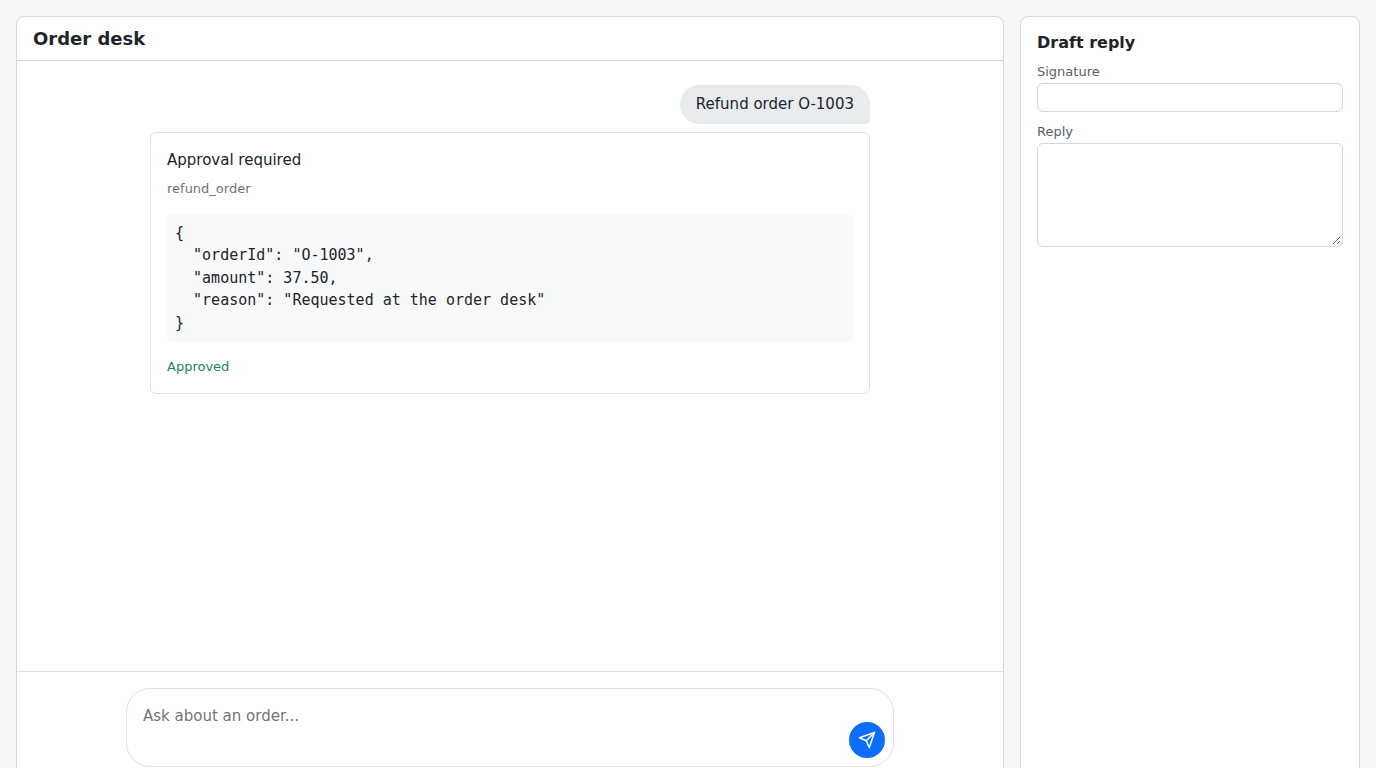 Order desk
Refund order O-1003
Approval required
refund_order
{
  "orderId": "O-1003",
  "amount": 37.50,
  "reason": "Requested at the order desk"
}
Approved
Ask about an order...
Draft reply
Signature
Reply